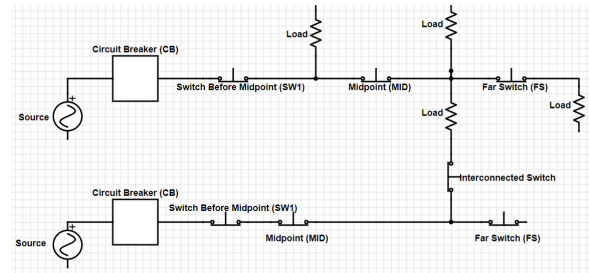 Load
Load
Circuit Breaker (CB)
Switch Before Midpoint (SW1)
Midpoint (MID)
Far Switch (FS)
+
Source
Load
Load
Interconnected Switch
Circuit Breaker (CB)
Switch Before Midpoint (SW1)
+
Source
Midpoint (MID)
Far Switch (FS)